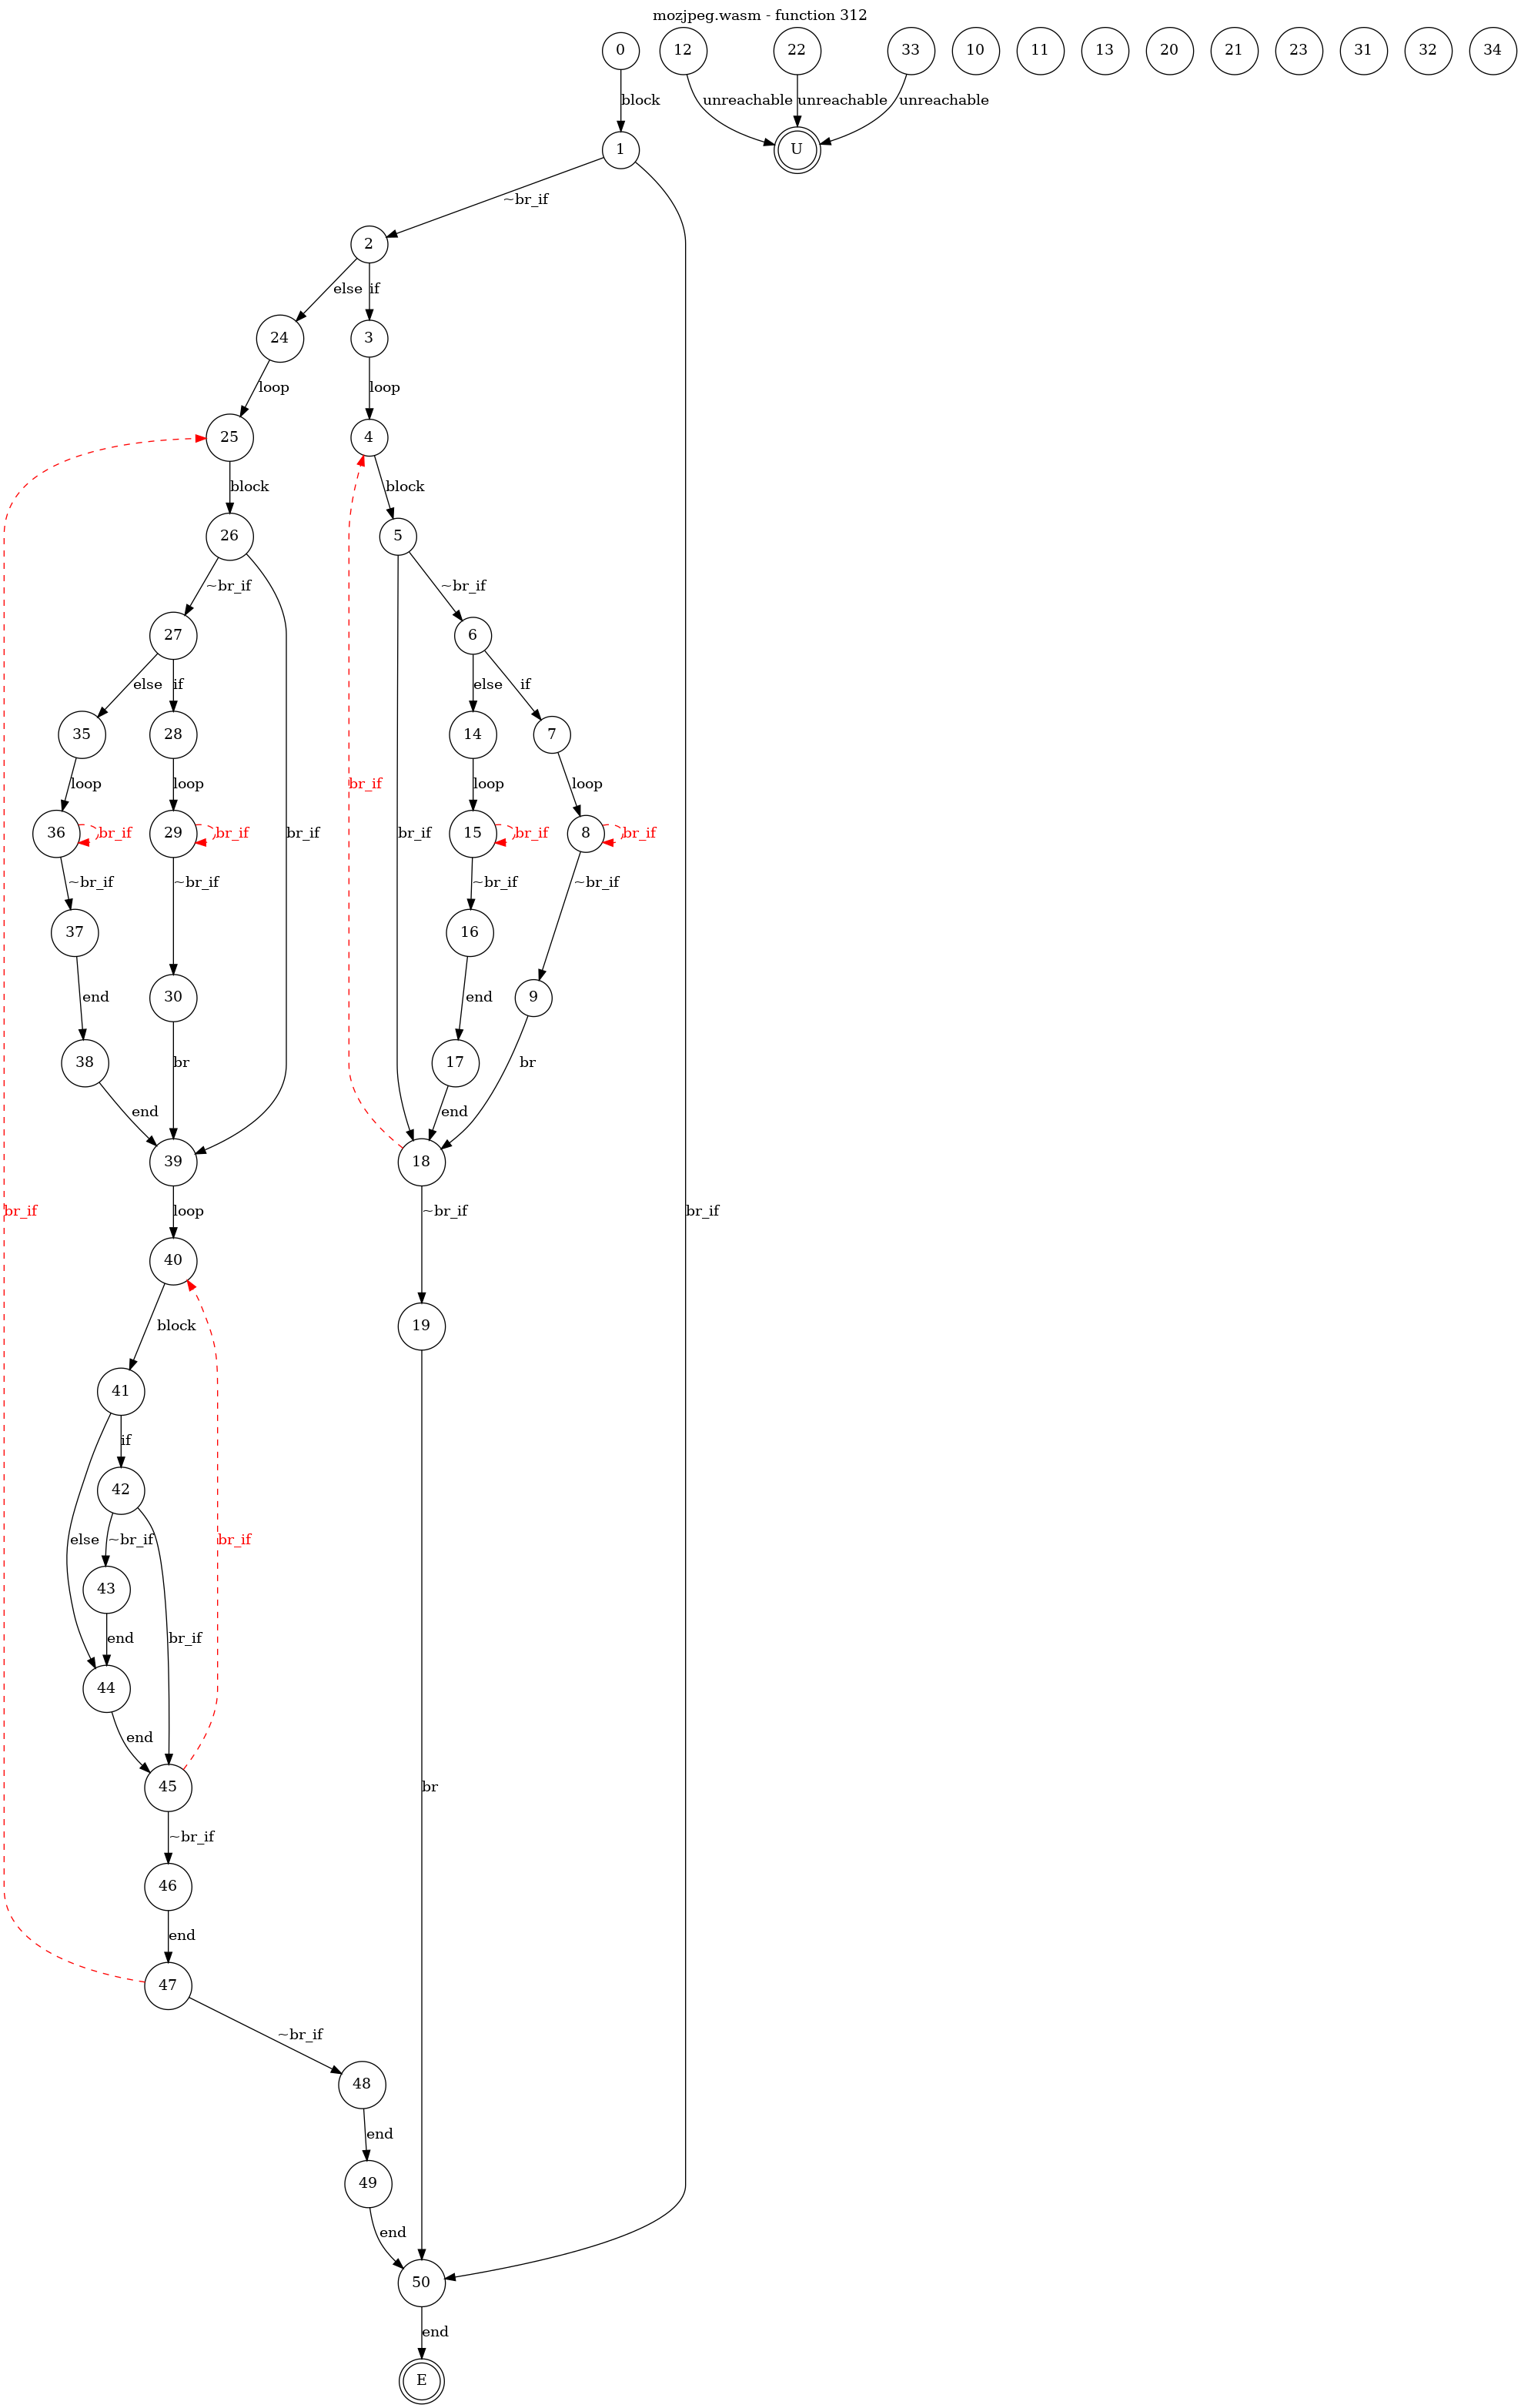 mozjpeg.wasm - function 312
0 12 22 33 10 11 13 20 21 23 31 32 34
block unreachable unreachable unreachable
1 U
~br_if
2
else if
24 3
loop loop
25 4
block block
26 5
~br_if ~br_if
27 6
else if else if
35 28 14 7
loop loop loop loop
br_if
36 br_if 29 br_if br_if br_if 15 br_if 8 br_if
~br_if ~br_if ~br_if ~br_if
37 16
30 9
end end
38 17
br br
end end
39 18
br_if loop ~br_if br_if
40
block 19
41
if
42
else ~br_if br_if
43
end br_if
44
end
45 br
~br_if
46
end
47
~br_if
48
end
49
end
50
end
E